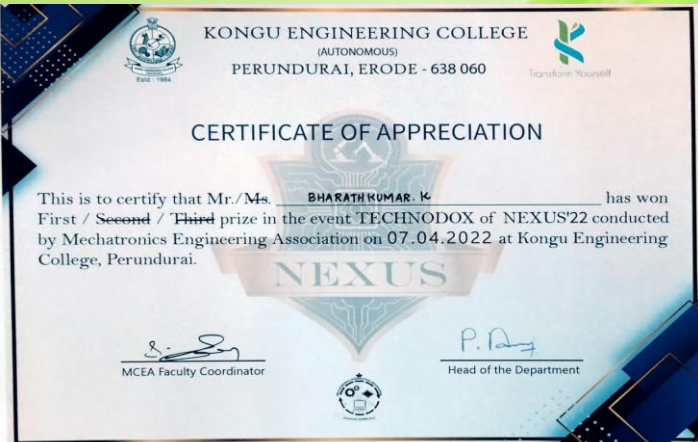 KONGU ENGINEERING COLLEGE
(AUTONOMOUS)
PERUNDURAI, ERODE - 638 060
Estd : 1984
Transform Yourself
CERTIFICATE OF APPRECIATION
This is to certify that Mr./Ms. BHARATHKUMAR. K has won
First / Second / Third prize in the event TECHNODOX of NEXUS'22 conducted
by Mechatronics Engineering Association on 07.04.2022 at Kongu Engineering
College, Perundurai.
NEXUS
MCEA Faculty Coordinator
Head of the Department